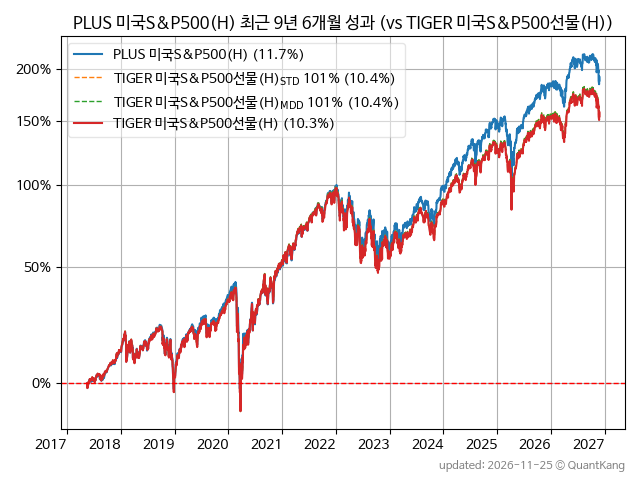 PLUS 미국S&P500(H) 최근 9년 6개월 성과 (vs TIGER 미국S&P500선물(H))
PLUS 미국S&P500(H) (11.7%)
TIGER 미국S&P500선물(H)STD 101% (10.4%)
TIGER 미국S&P500선물(H)MDD 101% (10.4%)
TIGER 미국S&P500선물(H) (10.3%)
200%
150%
100%
50%
0%
2017 2018 2019 2020 2021 2022 2023 2024 2025 2026 2027
updated: 2026-11-25 © QuantKang